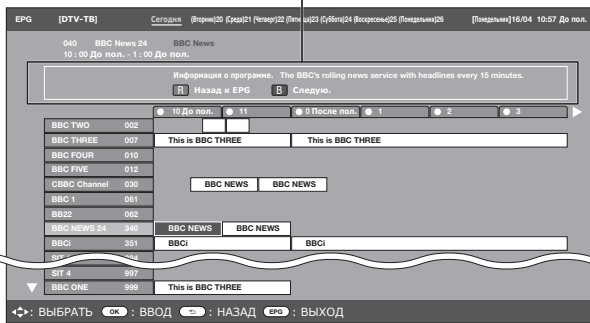 EPG [DTV-TB] Сегодня (Вторник)20 (Среда)21 (Четверг)22 (Пятница)23 (Суббота)24 (Воскресенье)25 (Понедельник)26 [Понедельник]16/04 10:57 До пол.
040 BBC News 24 BBC News
10 : 00 До пол. - 1 : 00 До пол.
Информация о программе. The BBC's rolling news service with headlines every 15 minutes.
R Назад к EPG B Следую.
10 До пол. 11 0 После пол. 1 2 3
BBC TWO 002
BBC THREE 007 This is BBC THREE This is BBC THREE
BBC FOUR 010
BBC FIVE 012
CBBC Channel 030 BBC NEWS BBC NEWS
BBC 1 061
BB22 062
BBC NEWS 24 340 BBC NEWS BBC NEWS
BBCi 351 BBCi BBCi
SIT 4 997
BBC ONE 999 This is BBC THREE
: ВЫБРАТЬ OK : ВВОД : НАЗАД EPG : ВЫХОД